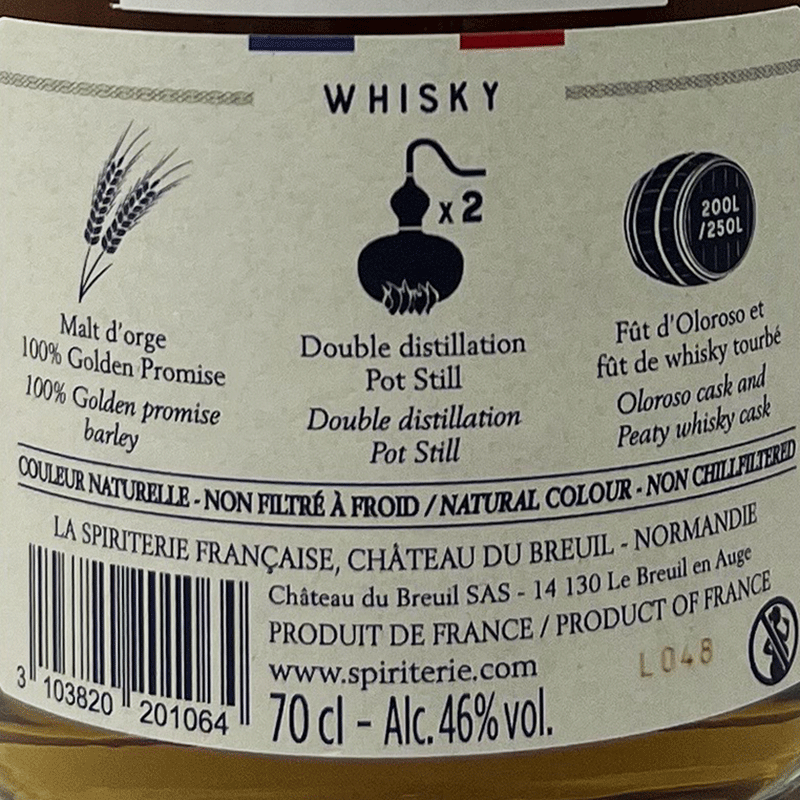 WHISKY
x 2
200L
/250L
Malt d'orge
100% Golden Promise
100% Golden promise
barley
Double distillation
Pot Still
Double distillation
Pot Still
Fût d'Oloroso et
fût de whisky tourbé
Oloroso cask and
Peaty whisky cask
COULEUR NATURELLE - NON FILTRÉ À FROID / NATURAL COLOUR - NON CHILLFILTERED
LA SPIRITERIE FRANÇAISE, CHÂTEAU DU BREUIL - NORMANDIE
Château du Breuil SAS - 14 130 Le Breuil en Auge
PRODUIT DE FRANCE / PRODUCT OF FRANCE
www.spiriterie.com
L048
70 cl - Alc. 46% vol.
3 103820 201064